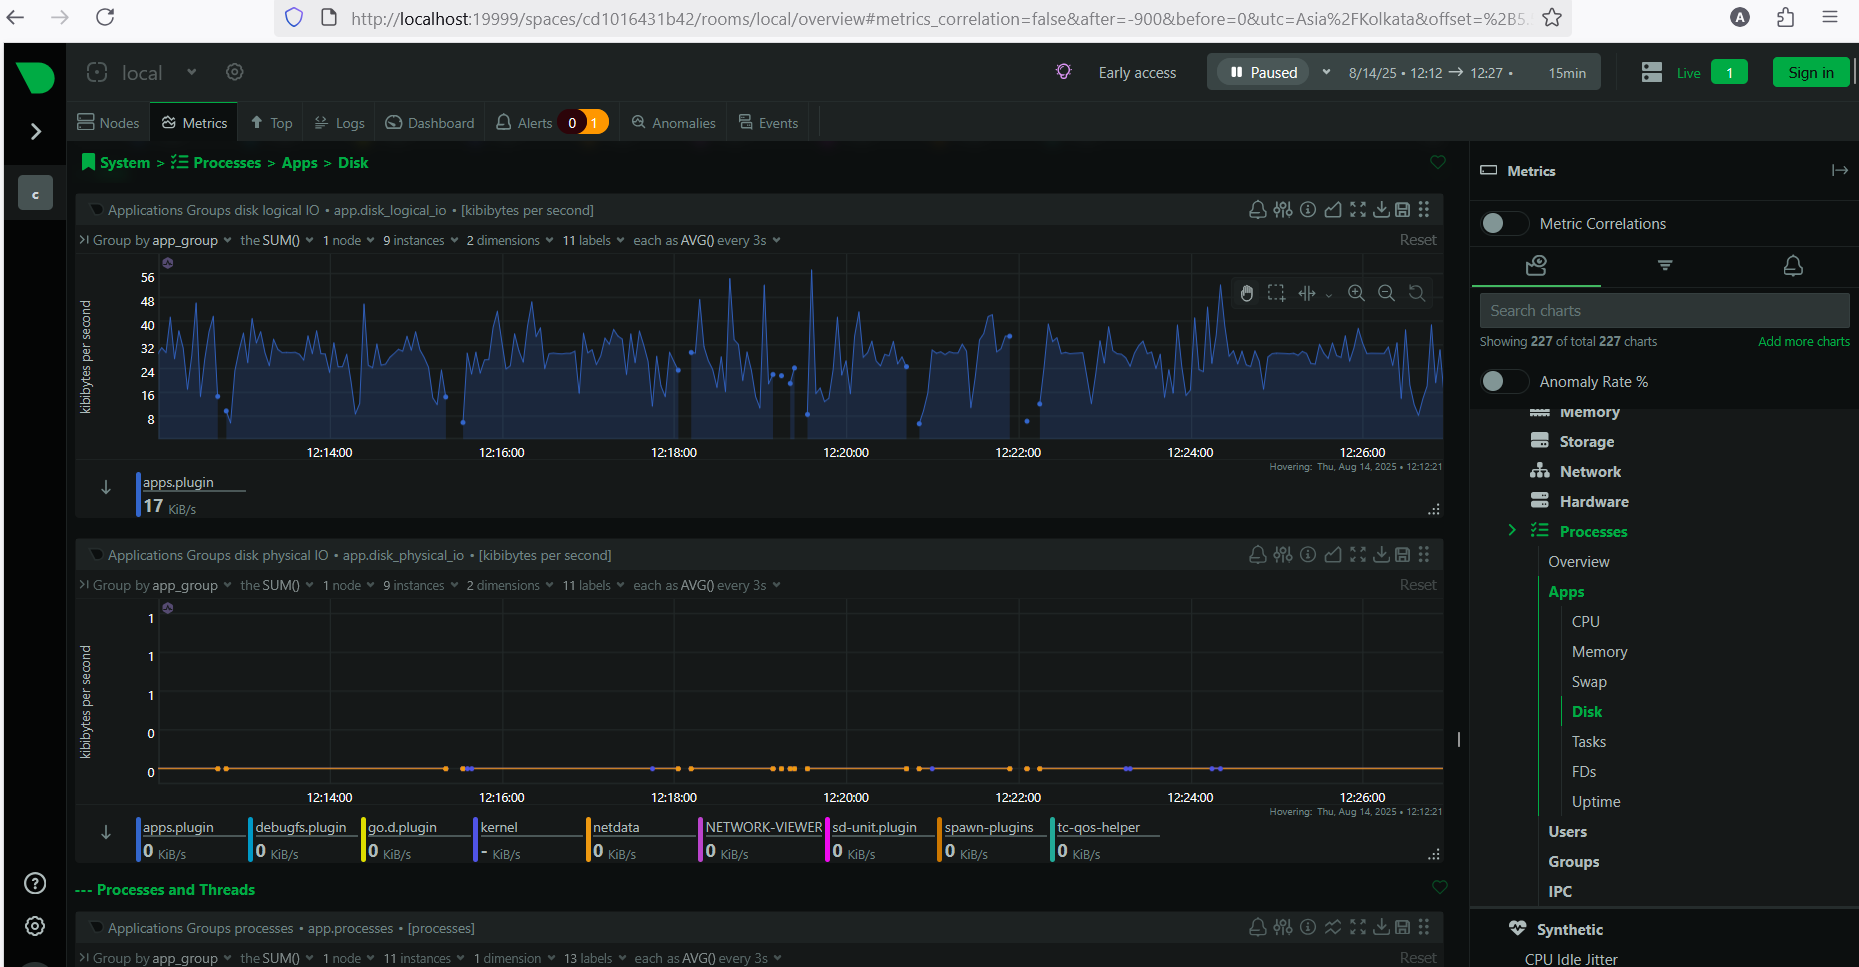 http://localhost:19999/spaces/cd1016431b42/rooms/local/overview#metrics_correlation=false&after=-900&before=0&utc=Asia%2FKolkata&offset=%2B5.
A
local
Early access
Paused
8/14/25 • 12:12 → 12:27 •
15min
Live
1
Sign in
Nodes
Metrics
Top
Logs
Dashboard
Alerts
0
1
Anomalies
Events
c
System > Processes > Apps > Disk
Applications Groups disk logical IO • app.disk_logical_io • [kibibytes per second]
Group by app_group the SUM() 1 node 9 instances 2 dimensions 11 labels each as AVG() every 3s
Reset
kibibytes per second
56
48
40
32
24
16
8
12:14:00
12:16:00
12:18:00
12:20:00
12:22:00
12:24:00
12:26:00
Hovering: Thu, Aug 14, 2025 • 12:12:21
apps.plugin
17 KiB/s
Applications Groups disk physical IO • app.disk_physical_io • [kibibytes per second]
Group by app_group the SUM() 1 node 9 instances 2 dimensions 11 labels each as AVG() every 3s
Reset
kibibytes per second
1
1
1
0
0
12:14:00
12:16:00
12:18:00
12:20:00
12:22:00
12:24:00
12:26:00
Hovering: Thu, Aug 14, 2025 • 12:12:21
apps.plugin
0 KiB/s
debugfs.plugin
0 KiB/s
go.d.plugin
0 KiB/s
kernel
- KiB/s
netdata
0 KiB/s
NETWORK-VIEWER
0 KiB/s
sd-unit.plugin
0 KiB/s
spawn-plugins
0 KiB/s
tc-qos-helper
0 KiB/s
--- Processes and Threads
Applications Groups processes • app.processes • [processes]
Group by app_group the SUM() 1 node 11 instances 1 dimension 13 labels each as AVG() every 3s
Reset
Metrics
Metric Correlations
Search charts
Showing 227 of total 227 charts
Add more charts
Anomaly Rate %
Memory
Storage
Network
Hardware
Processes
Overview
Apps
CPU
Memory
Swap
Disk
Tasks
FDs
Uptime
Users
Groups
IPC
Synthetic
CPU Idle Jitter